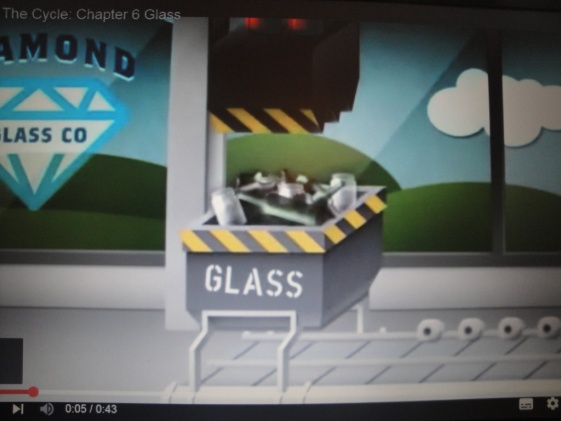 The Cycle: Chapter 6 Glass
AMOND
GLASS CO
GLASS
0:05 / 0:43